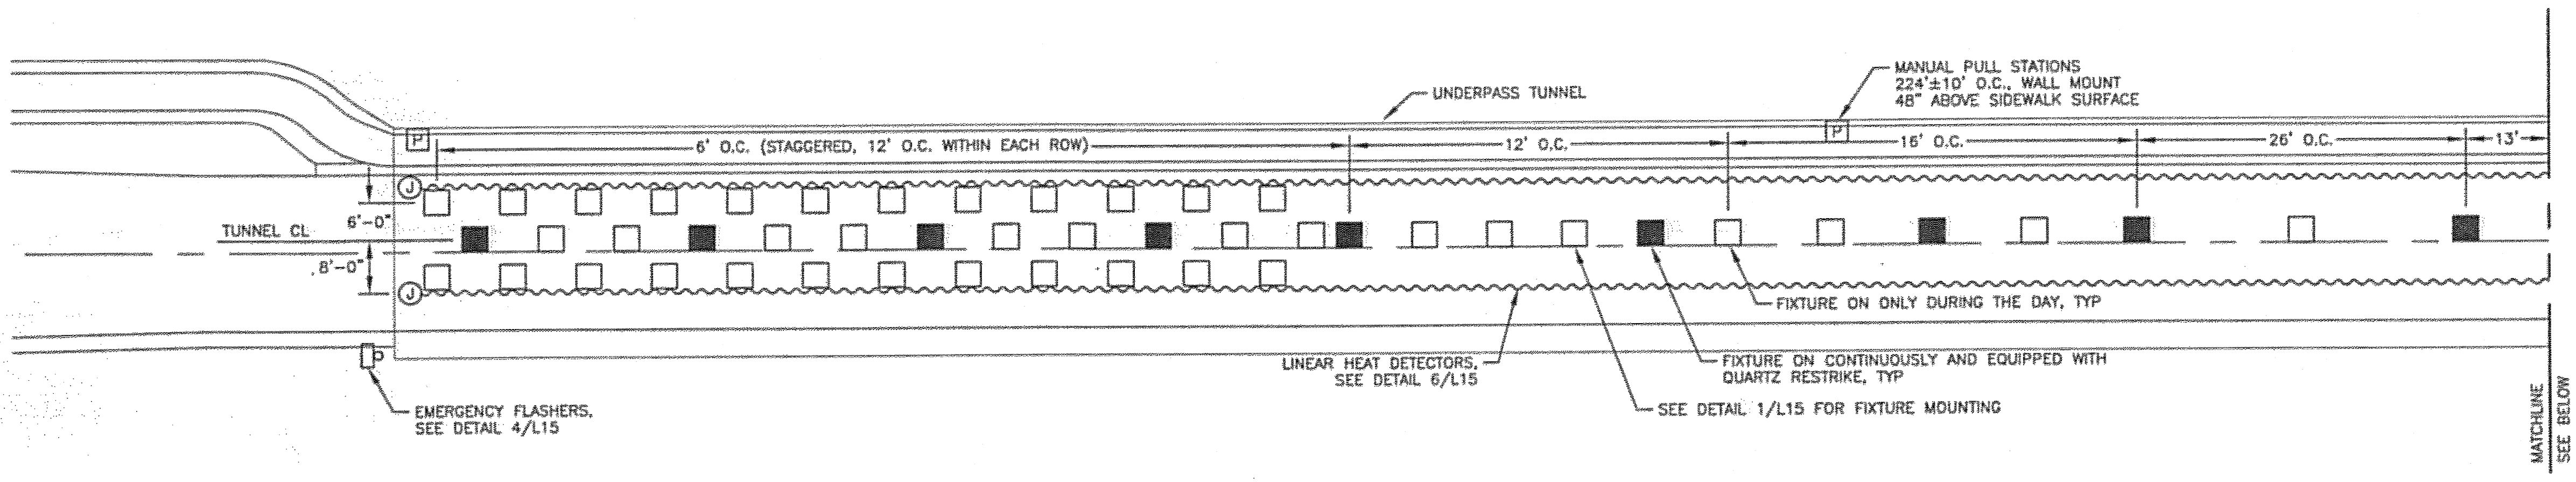 MANUAL PULL STATIONS
224'±10' O.C., WALL MOUNT
48" ABOVE SIDEWALK SURFACE
UNDERPASS TUNNEL
P
P
6' O.C. (STAGGERED, 12' O.C. WITHIN EACH ROW)
12' O.C.
16' O.C.
26' O.C.
13'
J
6'-0"
TUNNEL CL
8'-0"
J
FIXTURE ON ONLY DURING THE DAY, TYP
LINEAR HEAT DETECTORS,
SEE DETAIL 6/L15
FIXTURE ON CONTINUOUSLY AND EQUIPPED WITH
QUARTZ RESTRIKE, TYP
SEE DETAIL 1/L15 FOR FIXTURE MOUNTING
EMERGENCY FLASHERS,
SEE DETAIL 4/L15
MATCHLINE
SEE BELOW